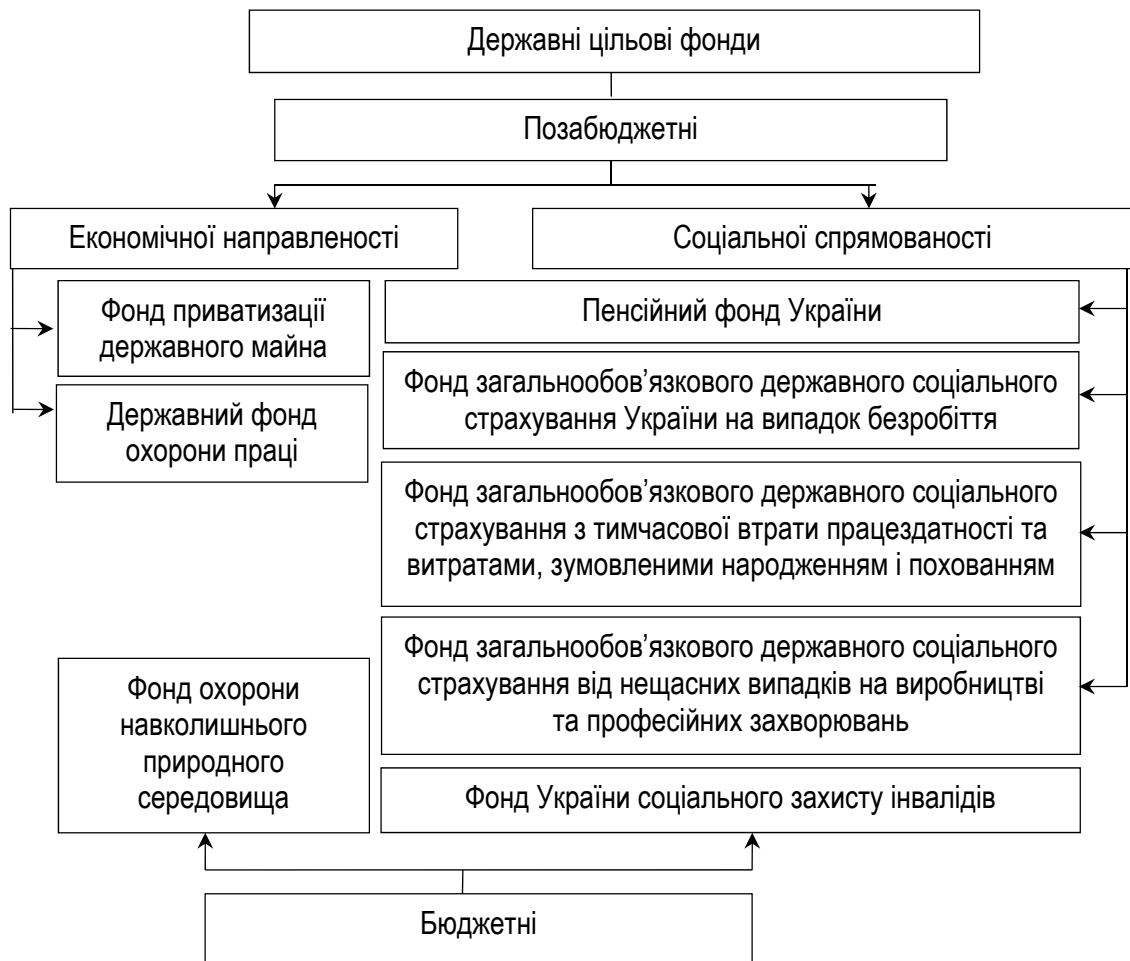 Державні цільові фонди
Позабюджетні
Економічної направленості
Соціальної спрямованості
Фонд приватизації
державного майна
Державний фонд
охорони праці
Пенсійний фонд України
Фонд загальнообов’язкового державного соціального
страхування України на випадок безробіття
Фонд загальнообов’язкового державного соціального
страхування з тимчасової втрати працездатності та
витратами, зумовленими народженням і похованням
Фонд загальнообов’язкового державного соціального
страхування від нещасних випадків на виробництві
та професійних захворювань
Фонд охорони
навколишнього
природного
середовища
Фонд України соціального захисту інвалідів
Бюджетні